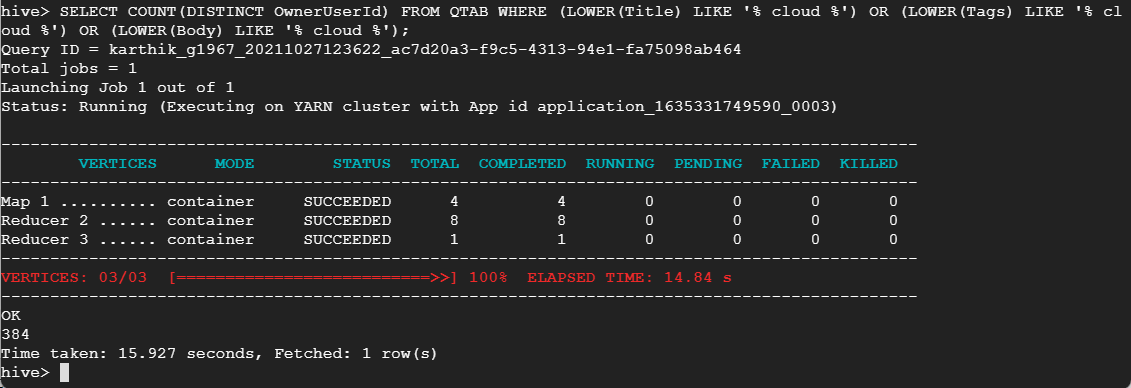 hive> SELECT COUNT(DISTINCT OwnerUserId) FROM QTAB WHERE (LOWER(Title) LIKE '% cloud %') OR (LOWER(Tags) LIKE '% cl
oud %') OR (LOWER(Body) LIKE '% cloud %');
Query ID = karthik_g1967_20211027123622_ac7d20a3-f9c5-4313-94e1-fa75098ab464
Total jobs = 1
Launching Job 1 out of 1
Status: Running (Executing on YARN cluster with App id application_1635331749590_0003)
----------------------------------------------------------------------------------------------
        VERTICES      MODE        STATUS  TOTAL  COMPLETED  RUNNING  PENDING  FAILED  KILLED
----------------------------------------------------------------------------------------------
Map 1 .......... container     SUCCEEDED      4          4        0        0       0       0
Reducer 2 ...... container     SUCCEEDED      8          8        0        0       0       0
Reducer 3 ...... container     SUCCEEDED      1          1        0        0       0       0
----------------------------------------------------------------------------------------------
VERTICES: 03/03  [==========================>>] 100%  ELAPSED TIME: 14.84 s
----------------------------------------------------------------------------------------------
OK
384
Time taken: 15.927 seconds, Fetched: 1 row(s)
hive>